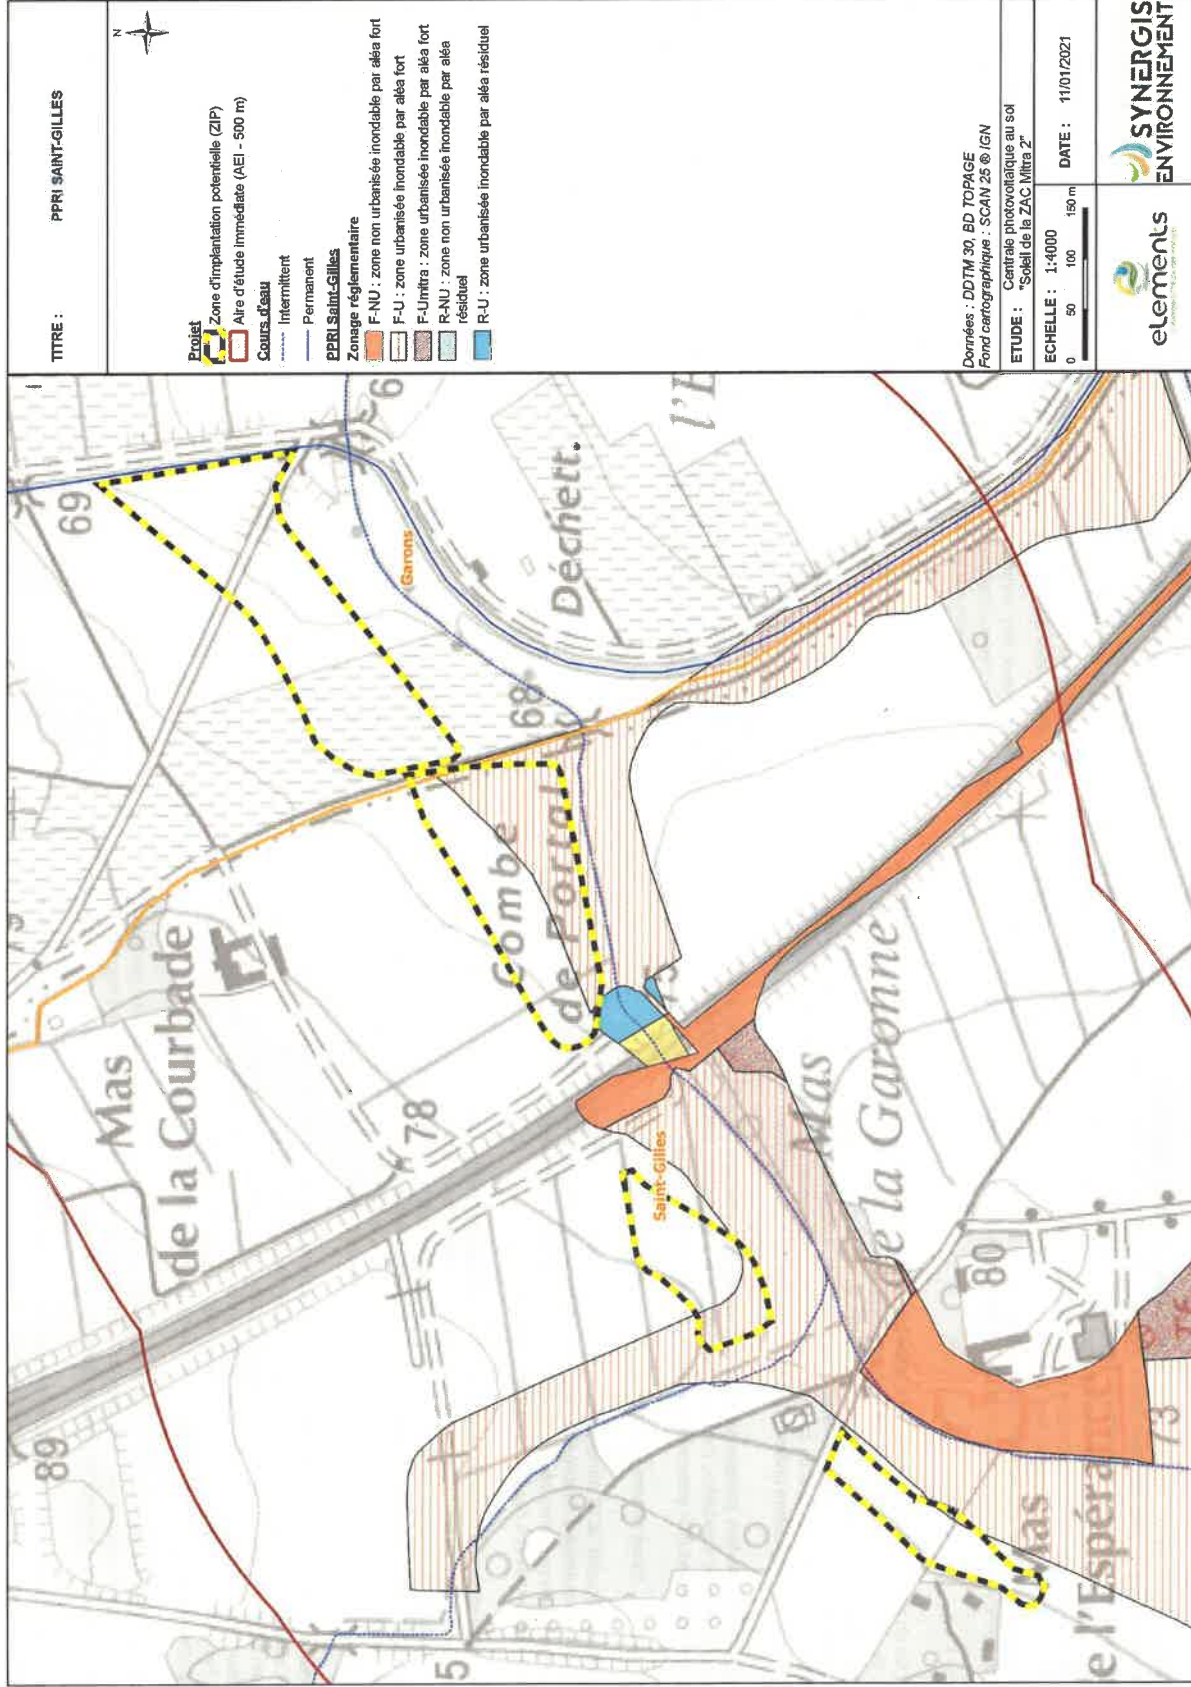 TITRE : PPRI SAINT-GILLES
N
Projet
Zone d'implantation potentielle (ZIP)
Aire d'étude immédiate (AEI - 500 m)
Cours d'eau
Intermittent
Permanent
PPRI Saint-Gilles
Zonage réglementaire
F-NU : zone non urbanisée inondable par aléa fort
F-U : zone urbanisée inondable par aléa fort
F-Umitra : zone urbanisée inondable par aléa fort
R-NU : zone non urbanisée inondable par aléa
résiduel
R-U : zone urbanisée inondable par aléa résiduel
Données : DDTM 30, BD TOPAGE
Fond cartographique : SCAN 25 ® IGN
ETUDE : Centrale photovoltaïque au sol
"Soleil de la ZAC Mitra 2"
ECHELLE : 1:4000
0 50 100 150 m
DATE : 11/01/2021
elements
SYNERGIS
ENVIRONNEMENT
89
Mas
de la Courbade
78
69
Garons
68
Combe
de Portal
Déchett.
Saint-Gilles
Mas
de la Garonne
80
73
Mas
e l'Espéran
5
6